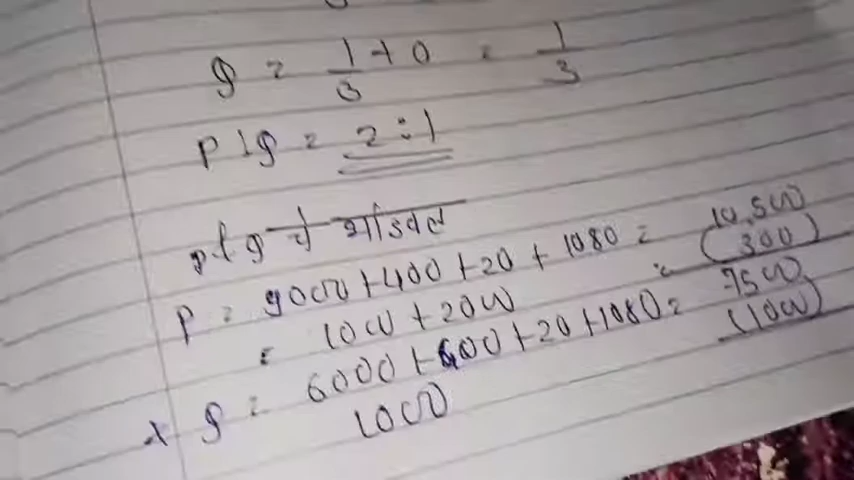 g = 1/3 + 0 = 1/3
P : g = 2:1
P व g चे भांडवल
P = 9000 + 400 + 20 + 1080 = 10,500
= 1000 + 2000 = (300)
g = 6000 + 400 + 20 + 1080 = 7500
1000 (1000)